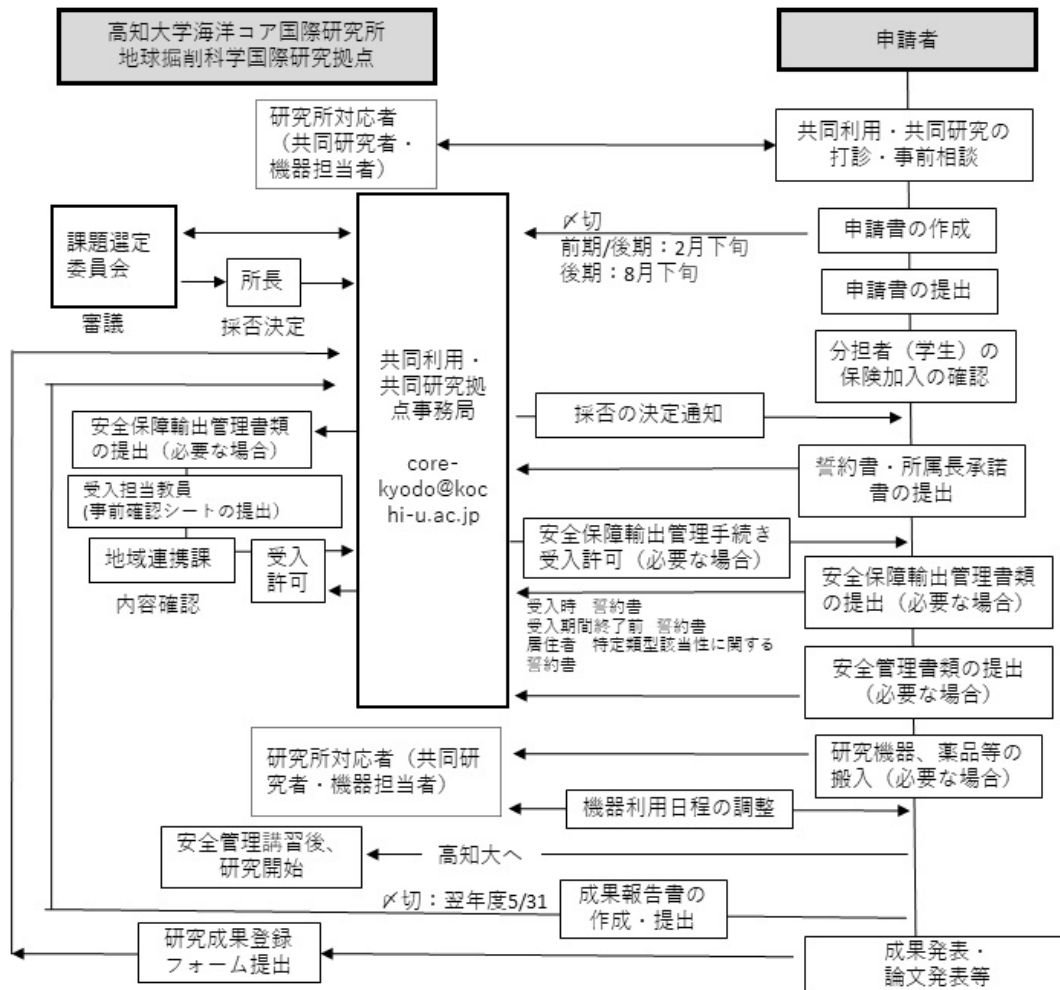 高知大学海洋コア国際研究所
地球掘削科学国際研究拠点
申請者
研究所対応者
（共同研究者・
機器担当者）
共同利用・共同研究の
打診・事前相談
課題選定
委員会
審議
所長
採否決定
〆切
前期/後期：2月下旬
後期：8月下旬
申請書の作成
申請書の提出
分担者（学生）の
保険加入の確認
共同利用・
共同研究拠
点事務局
core-
kyodo@koc
hi-u.ac.jp
採否の決定通知
安全保障輸出管理書類
の提出（必要な場合）
受入担当教員
(事前確認シートの提出）
地域連携課
内容確認
受入
許可
誓約書・所属長承諾
書の提出
安全保障輸出管理手続き
受入許可（必要な場合）
安全保障輸出管理書類
の提出（必要な場合）
受入時　誓約書
受入期間終了前　誓約書
居住者　特定類型該当性に関する
誓約書
安全管理書類の提出
（必要な場合）
研究所対応者（共同研
究者・機器担当者）
研究機器、薬品等の
搬入（必要な場合）
機器利用日程の調整
安全管理講習後、
研究開始
高知大へ
〆切：翌年度5/31
成果報告書の
作成・提出
研究成果登録
フォーム提出
成果発表・
論文発表等